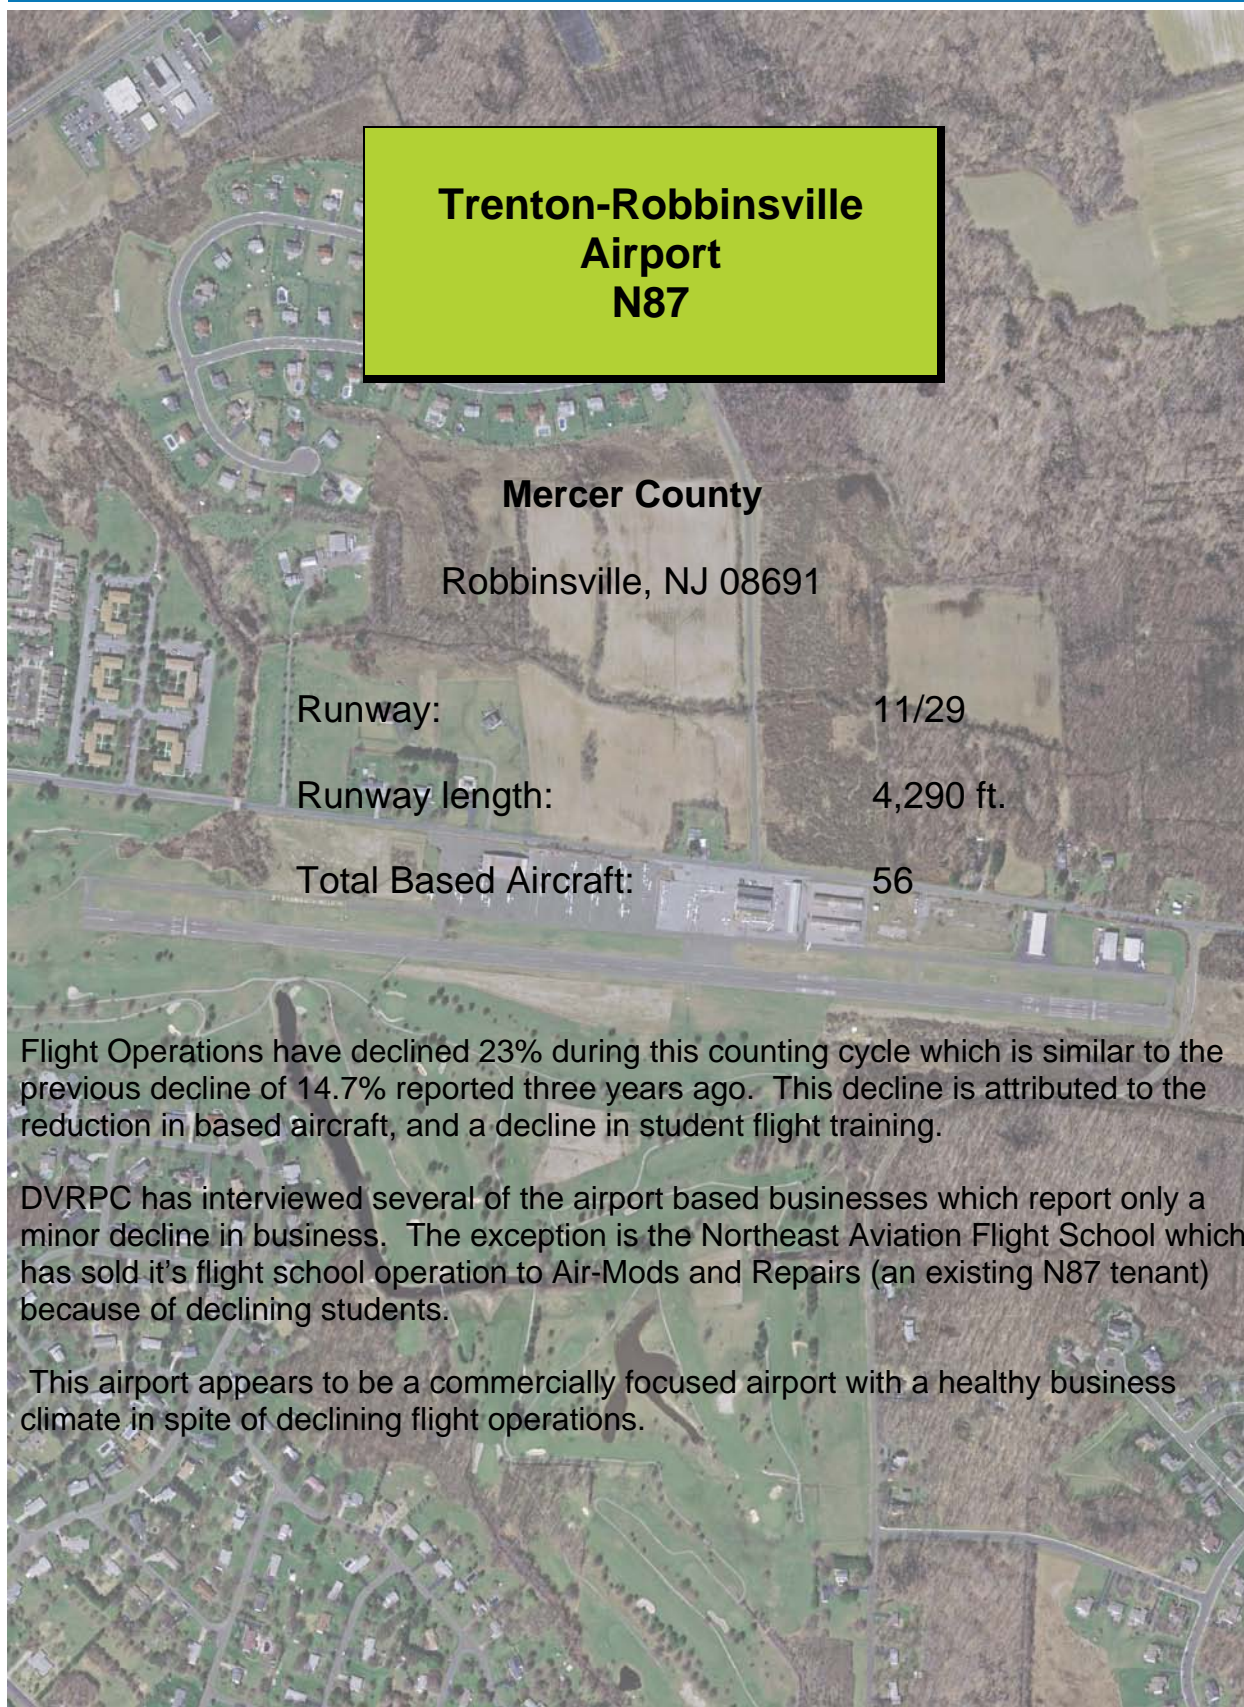 Trenton-Robbinsville
Airport
N87
Mercer County
Robbinsville, NJ 08691
Runway: 11/29
Runway length: 4,290 ft.
Total Based Aircraft: 56
Flight Operations have declined 23% during this counting cycle which is similar to the
previous decline of 14.7% reported three years ago.  This decline is attributed to the
reduction in based aircraft, and a decline in student flight training.
DVRPC has interviewed several of the airport based businesses which report only a
minor decline in business.  The exception is the Northeast Aviation Flight School which
has sold it's flight school operation to Air-Mods and Repairs (an existing N87 tenant)
because of declining students.
This airport appears to be a commercially focused airport with a healthy business
climate in spite of declining flight operations.